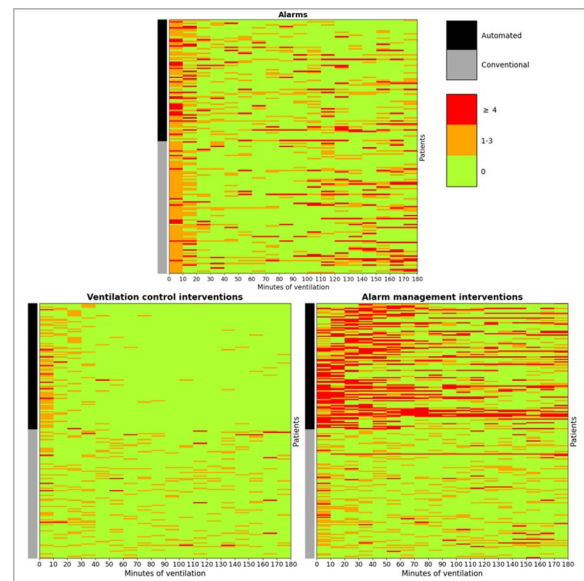 Alarms
Automated
Conventional
≥ 4
1-3
0
Patients
0 10 20 30 40 50 60 70 80 90 100 110 120 130 140 150 160 170 180
Minutes of ventilation
Ventilation control interventions
Patients
0 10 20 30 40 50 60 70 80 90 100 110 120 130 140 150 160 170 180
Minutes of ventilation
Alarm management interventions
Patients
0 10 20 30 40 50 60 70 80 90 100 110 120 130 140 150 160 170 180
Minutes of ventilation